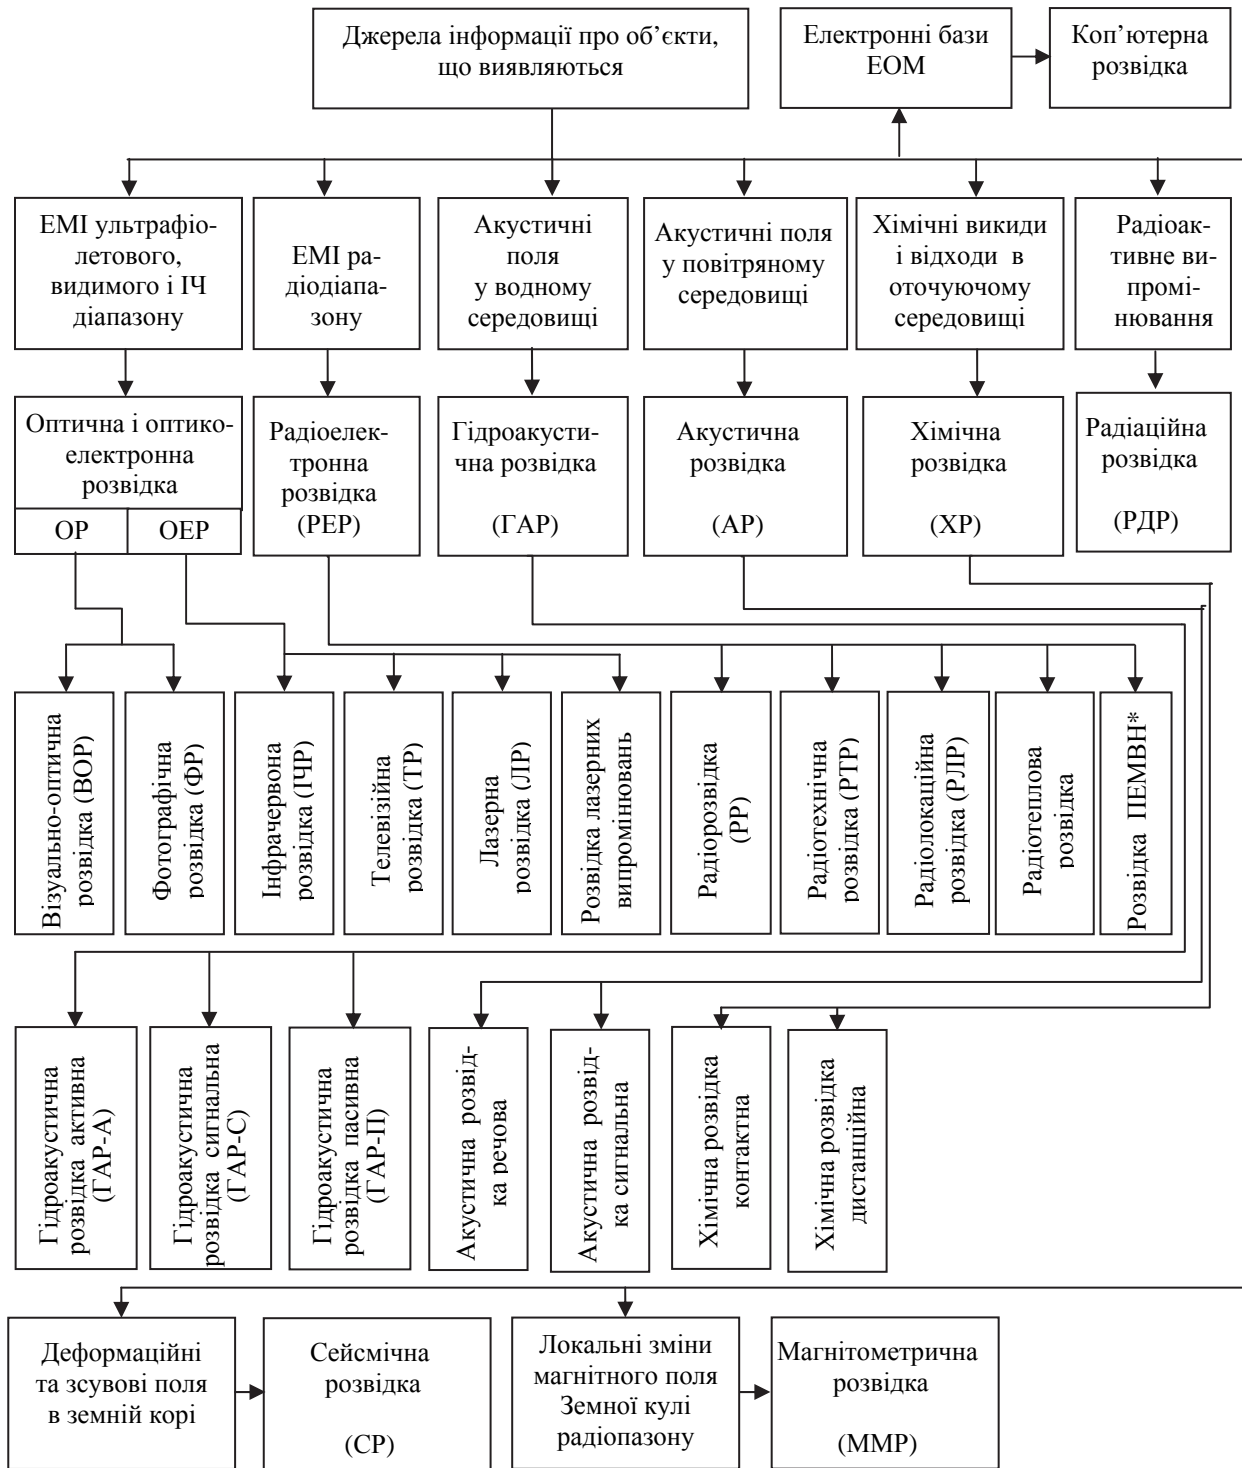 Джерела інформації про об’єкти,
що виявляються
Електронні бази
ЕОМ
Коп’ютерна
розвідка
ЕМІ ультрафіо-
летового,
видимого і ІЧ
діапазону
ЕМІ ра-
діодіапа-
зону
Акустичні
поля
у водному
середовищі
Акустичні поля
у повітряному
середовищі
Хімічні викиди
і відходи в
оточуючому
середовищі
Радіоак-
тивне ви-
промі-
нювання
Оптична і оптико-
електронна
розвідка
ОР
ОЕР
Радіоелек-
тронна
розвідка
(РЕР)
Гідроакусти-
чна розвідка
(ГАР)
Акустична
розвідка
(АР)
Хімічна
розвідка
(ХР)
Радіаційна
розвідка
(РДР)
Візуально-оптична
розвідка (ВОР)
Фотографічна
розвідка (ФР)
Інфрачервона
розвідка (ІЧР)
Телевізійна
розвідка (ТР)
Лазерна
розвідка (ЛР)
Розвідка лазерних
випромінювань
Радіорозвідка
(РР)
Радіотехнічна
розвідка (РТР)
Радіолокаційна
розвідка (РЛР)
Радіотеплова
розвідка
Розвідка ПЕМВН*
Гідроакустична
розвідка активна
(ГАР-А)
Гідроакустична
розвідка сигнальна
(ГАР-С)
Гідроакустична
розвідка пасивна
(ГАР-П)
Акустична розвід-
ка речова
Акустична розвід-
ка сигнальна
Хімічна розвідка
контактна
Хімічна розвідка
дистанційна
Деформаційні
та зсувові поля
в земній корі
Сейсмічна
розвідка
(СР)
Локальні зміни
магнітного поля
Земної кулі
радіопазону
Магнітометрична
розвідка
(ММР)